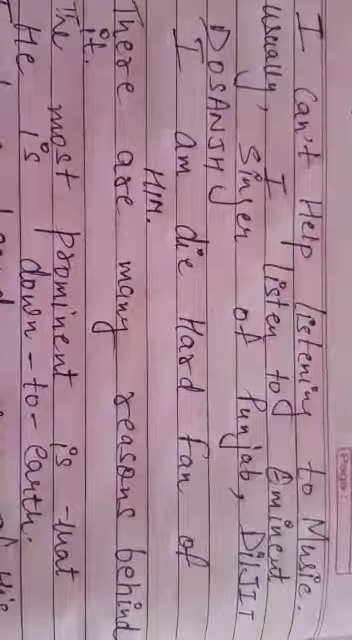 Page:
I can't Help listening to Music.
usually, I listen to Eminent
Singer of Punjab, DILJIT
DOSANJH
I am die Hard fan of
HIM.
There are many reasons behind
it.
The most prominent is that
He is down-to-earth.